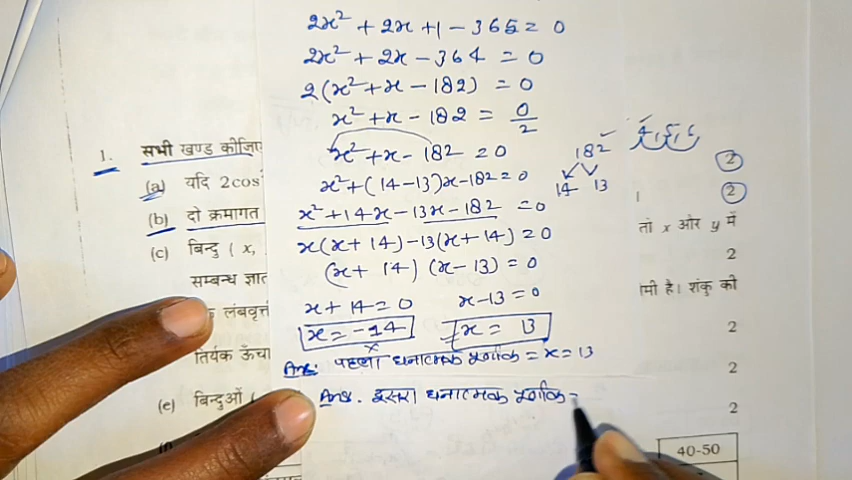 2x² + 2x + 1 - 365 = 0
2x² + 2x - 364 = 0
2(x² + x - 182) = 0
x² + x - 182 = 0/2
x² + x - 182 = 0
182
14 13
x² + (14-13)x - 182 = 0
x² + 14x - 13x - 182 = 0
x(x + 14) - 13(x + 14) = 0
(x + 14) (x - 13) = 0
x + 14 = 0 x - 13 = 0
x = -14 x = 13
Ans: पहला धनात्मक पूर्णांक = x = 13
Ans. दूसरा धनात्मक पूर्णांक =
1. सभी खण्ड कीजिए
(a) यदि 2cos
2
(b) दो क्रमागत
2
(c) बिन्दु ( x,
तो x और y में
सम्बन्ध ज्ञात
2
लंबवृत्त
मी है। शंकु की
तिर्यक ऊँचा
2
(e) बिन्दुओं
2
2
40-50